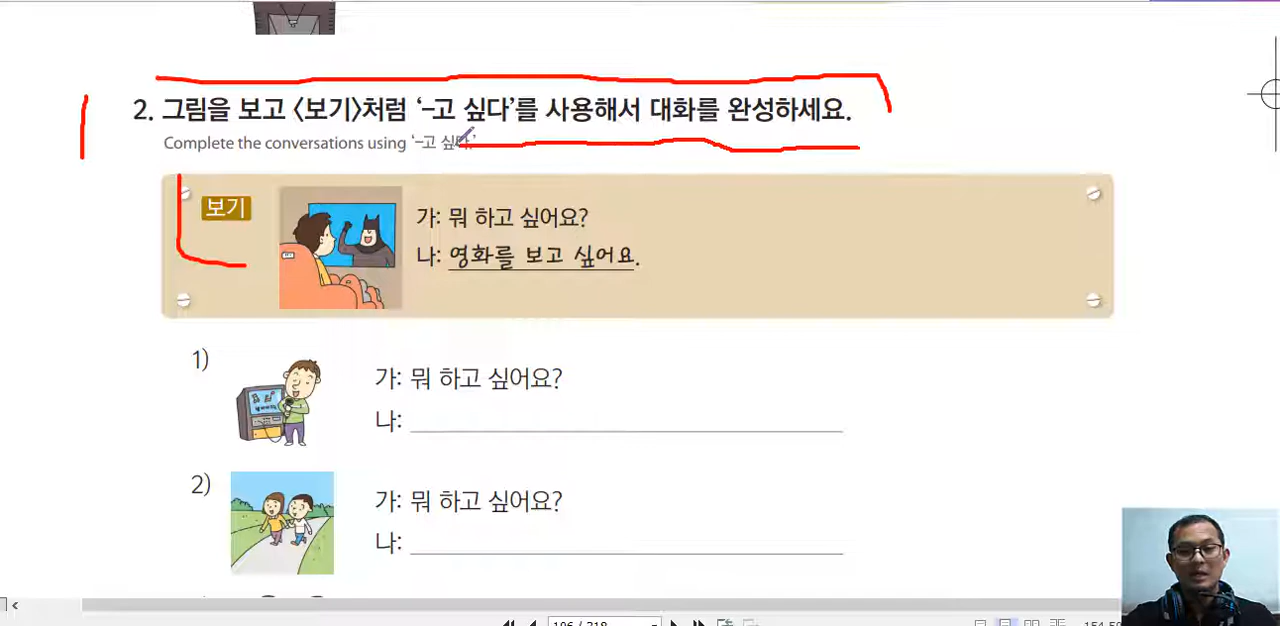 2. 그림을 보고 <보기>처럼 ‘-고 싶다’를 사용해서 대화를 완성하세요.
Complete the conversations using ‘-고 싶다.’
보기
가: 뭐 하고 싶어요?
나: 영화를 보고 싶어요.
1)
가: 뭐 하고 싶어요?
나:
2)
가: 뭐 하고 싶어요?
나:
196 / 218